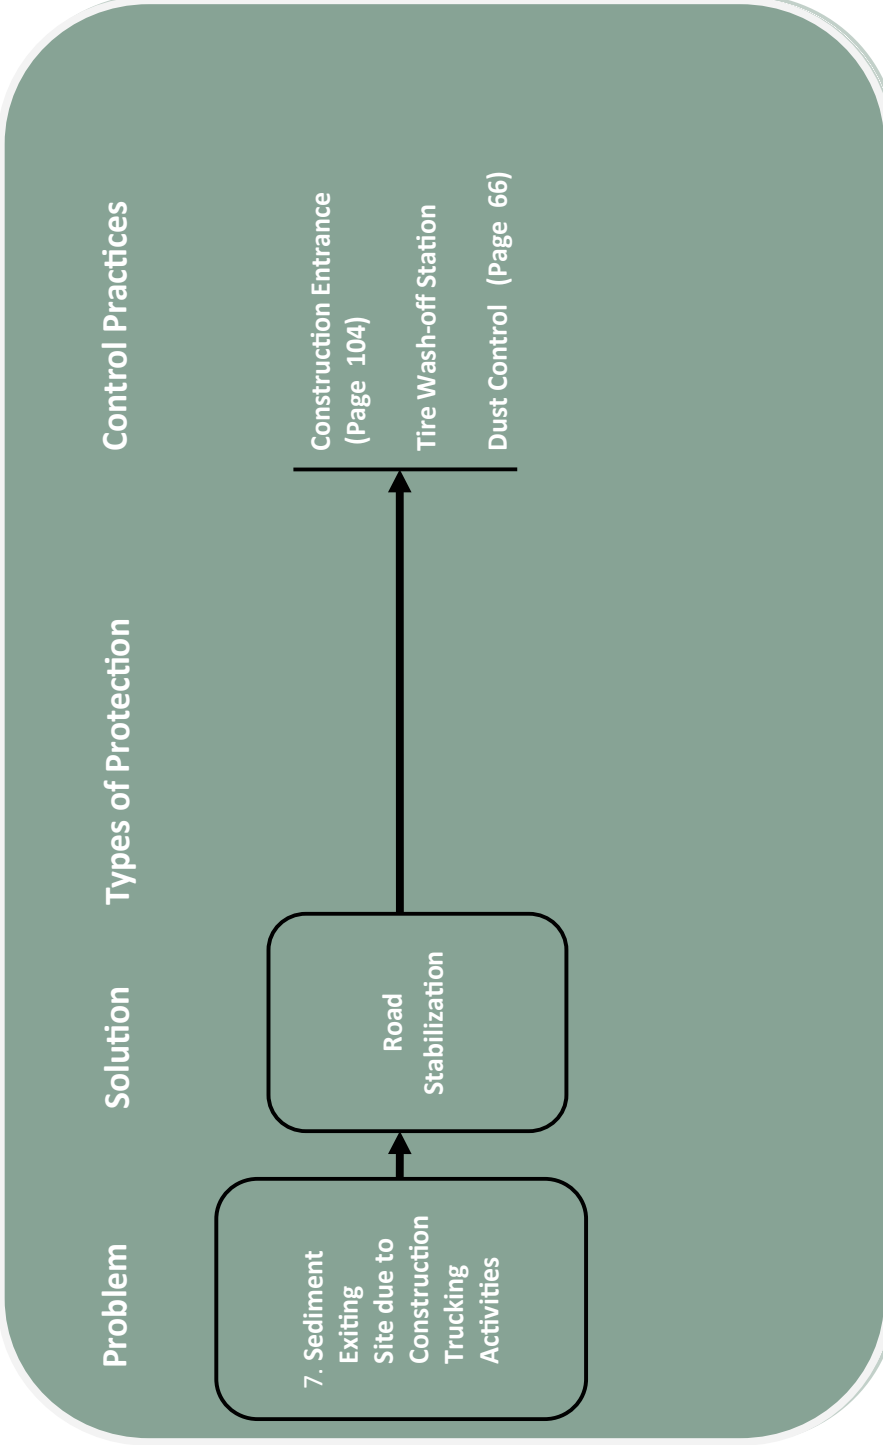 Problem
Solution
Types of Protection
Control Practices
7. Sediment
Exiting
Site due to
Construction
Trucking
Activities
Road
Stabilization
Construction Entrance
(Page 104)
Tire Wash-off Station
Dust Control (Page 66)